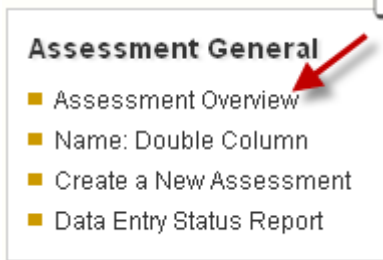 Assessment General
Assessment Overview
Name: Double Column
Create a New Assessment
Data Entry Status Report